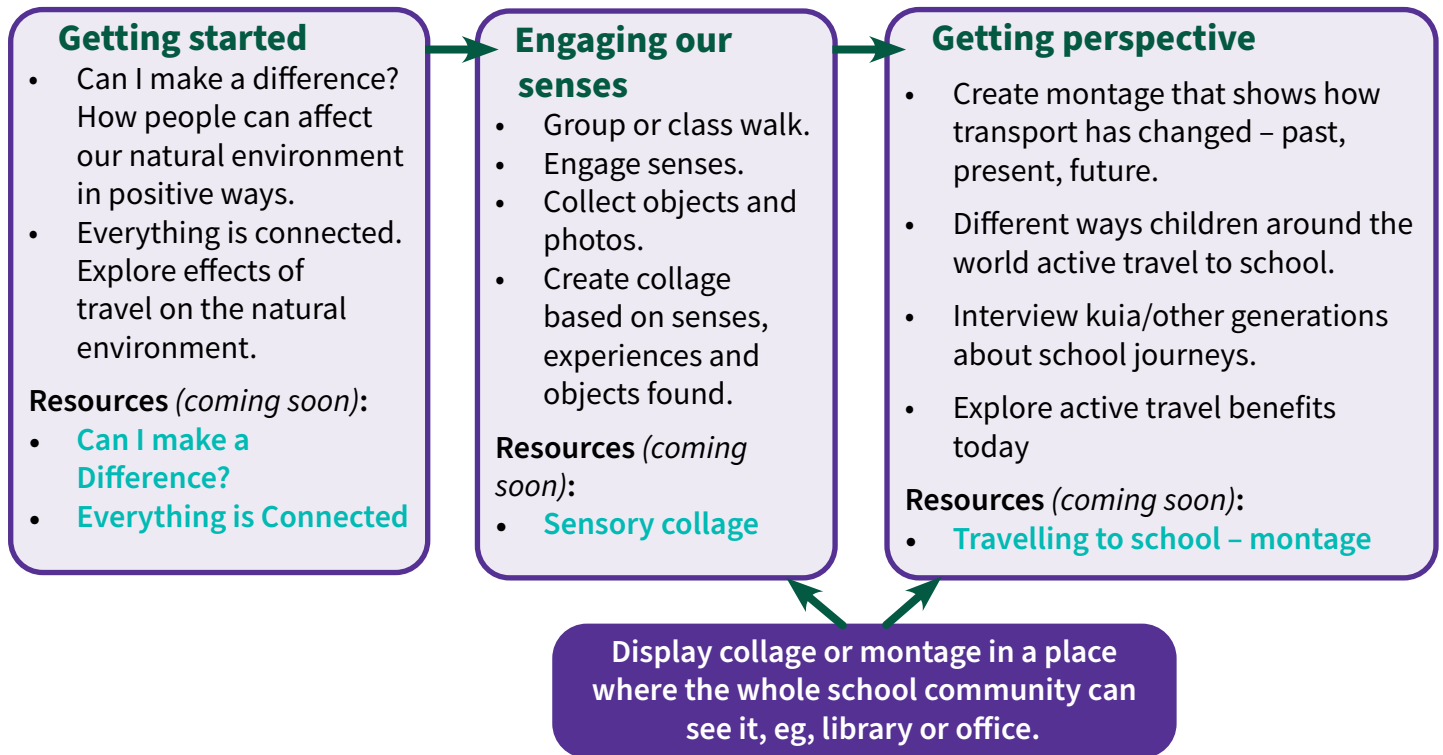 Getting started
• Can I make a difference?
How people can affect
our natural environment
in positive ways.
• Everything is connected.
Explore effects of
travel on the natural
environment.
Resources (coming soon):
• Can I make a
Difference?
• Everything is Connected
Engaging our
senses
• Group or class walk.
• Engage senses.
• Collect objects and
photos.
• Create collage
based on senses,
experiences and
objects found.
Resources (coming
soon):
• Sensory collage
Getting perspective
• Create montage that shows how
transport has changed – past,
present, future.
• Different ways children around the
world active travel to school.
• Interview kuia/other generations
about school journeys.
• Explore active travel benefits
today
Resources (coming soon):
• Travelling to school – montage
Display collage or montage in a place
where the whole school community can
see it, eg, library or office.